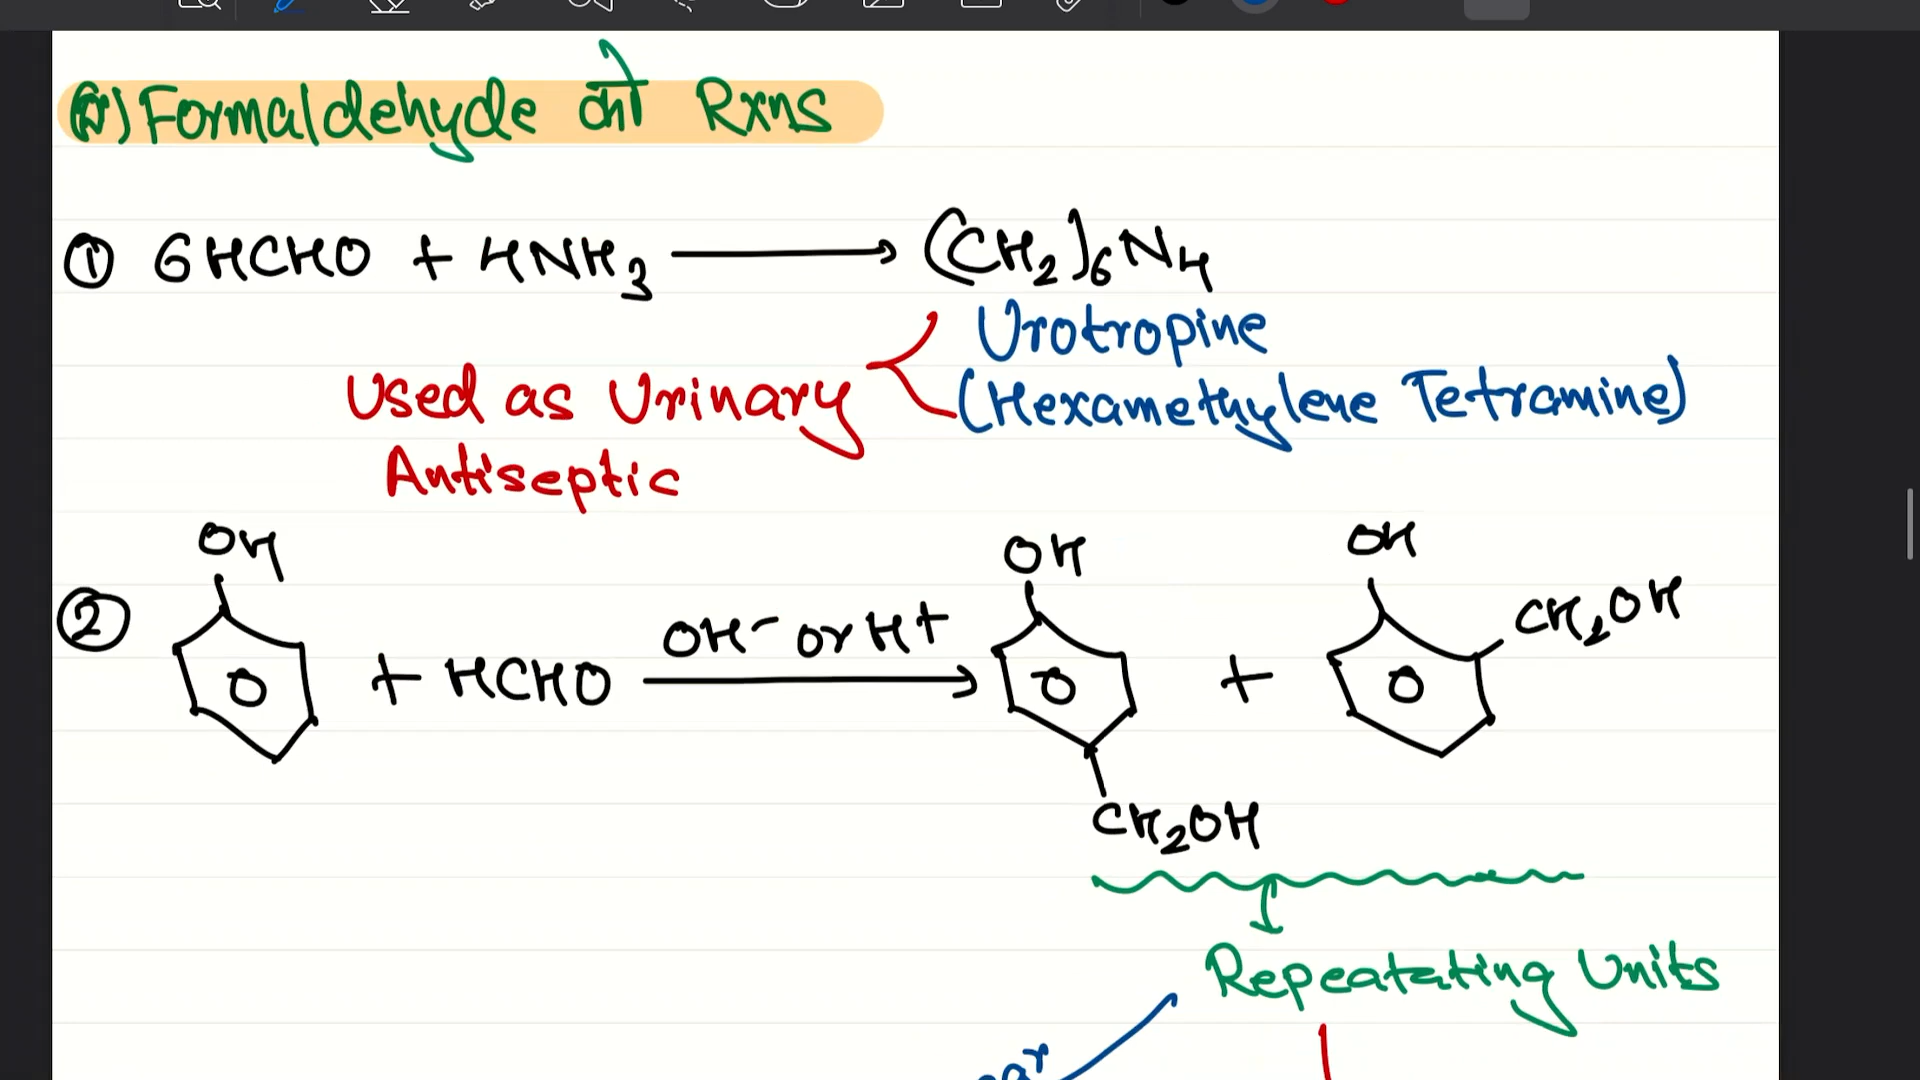 Formaldehyde की Rxns
① 6HCHO + 4NH3 ⟶ (CH2)6N4
Urotropine
(Hexamethylene Tetramine)
Used as Urinary
Antiseptic
OH
OH
OH
② + HCHO OH- or H+ ⟶ + CH2OH
CH2OH
Repeatating Units